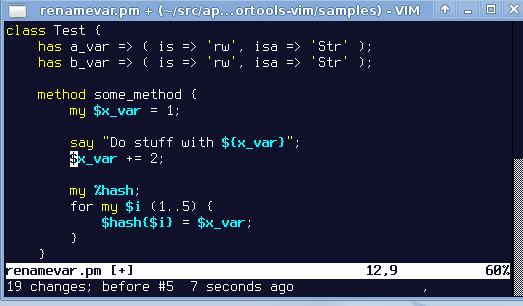 renamevar.pm + (~/src/ap...ortools-vim/samples) - VIM
class Test {
    has a_var => ( is => 'rw', isa => 'Str' );
    has b_var => ( is => 'rw', isa => 'Str' );

    method some_method {
        my $x_var = 1;

        say "Do stuff with ${x_var}";
        $x_var += 2;

        my %hash;
        for my $i (1..5) {
            $hash{$i} = $x_var;
        }
    }
renamevar.pm [+] 12,9 60%
19 changes; before #5  7 seconds ago ,